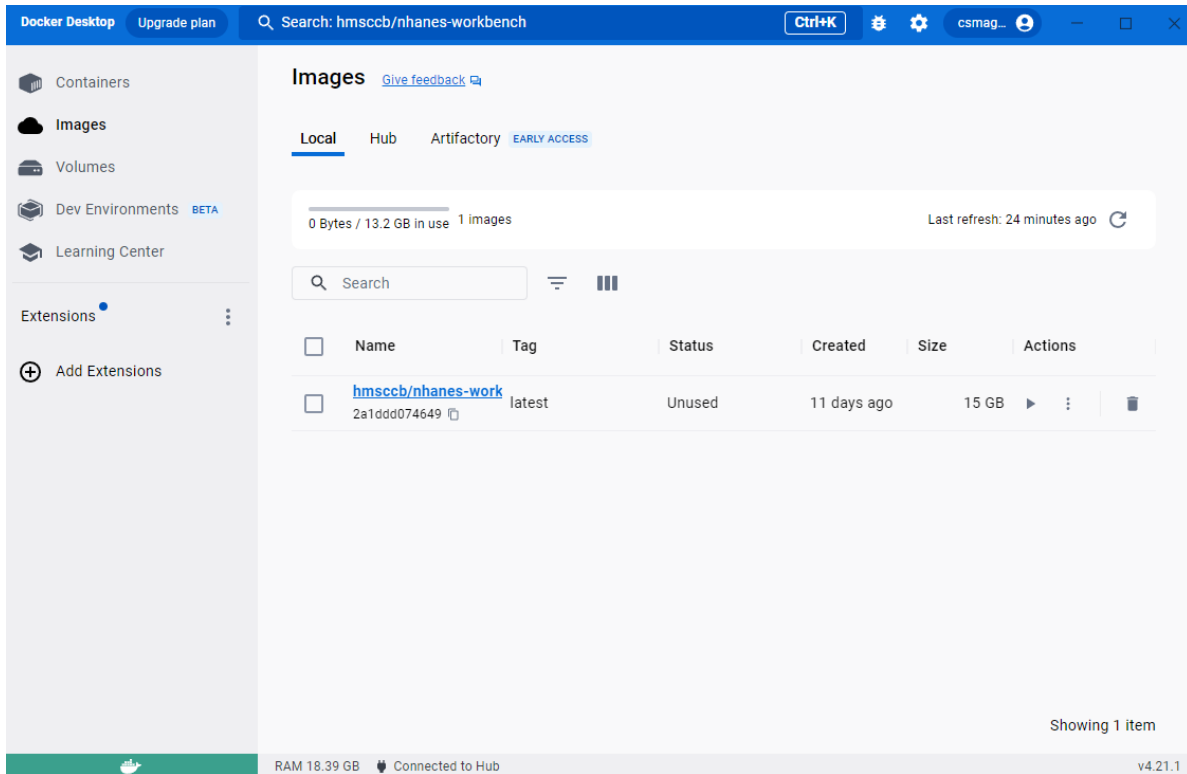 Docker Desktop Upgrade plan Search: hmsccb/nhanes-workbench Ctrl+K csmag...
Containers
Images
Volumes
Dev Environments BETA
Learning Center
Extensions
Add Extensions
Images Give feedback
Local Hub Artifactory EARLY ACCESS
0 Bytes / 13.2 GB in use 1 images Last refresh: 24 minutes ago
Search
Name Tag Status Created Size Actions
hmsccb/nhanes-work latest Unused 11 days ago 15 GB
2a1ddd074649
Showing 1 item
RAM 18.39 GB Connected to Hub v4.21.1